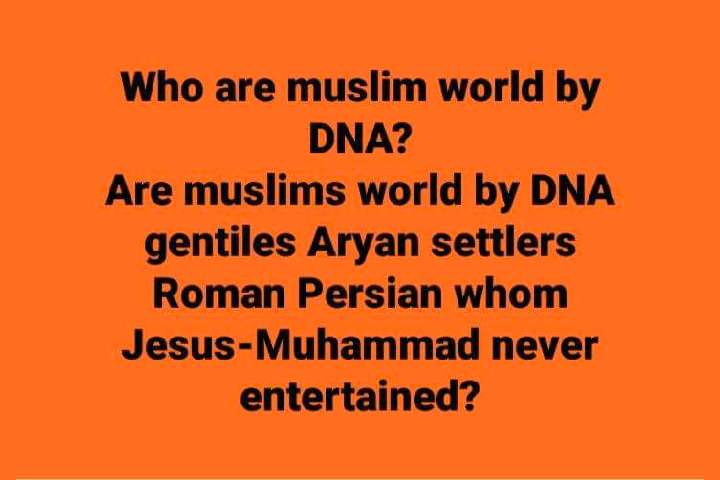 Who are muslim world by
DNA?
Are muslims world by DNA
gentiles Aryan settlers
Roman Persian whom
Jesus-Muhammad never
entertained?